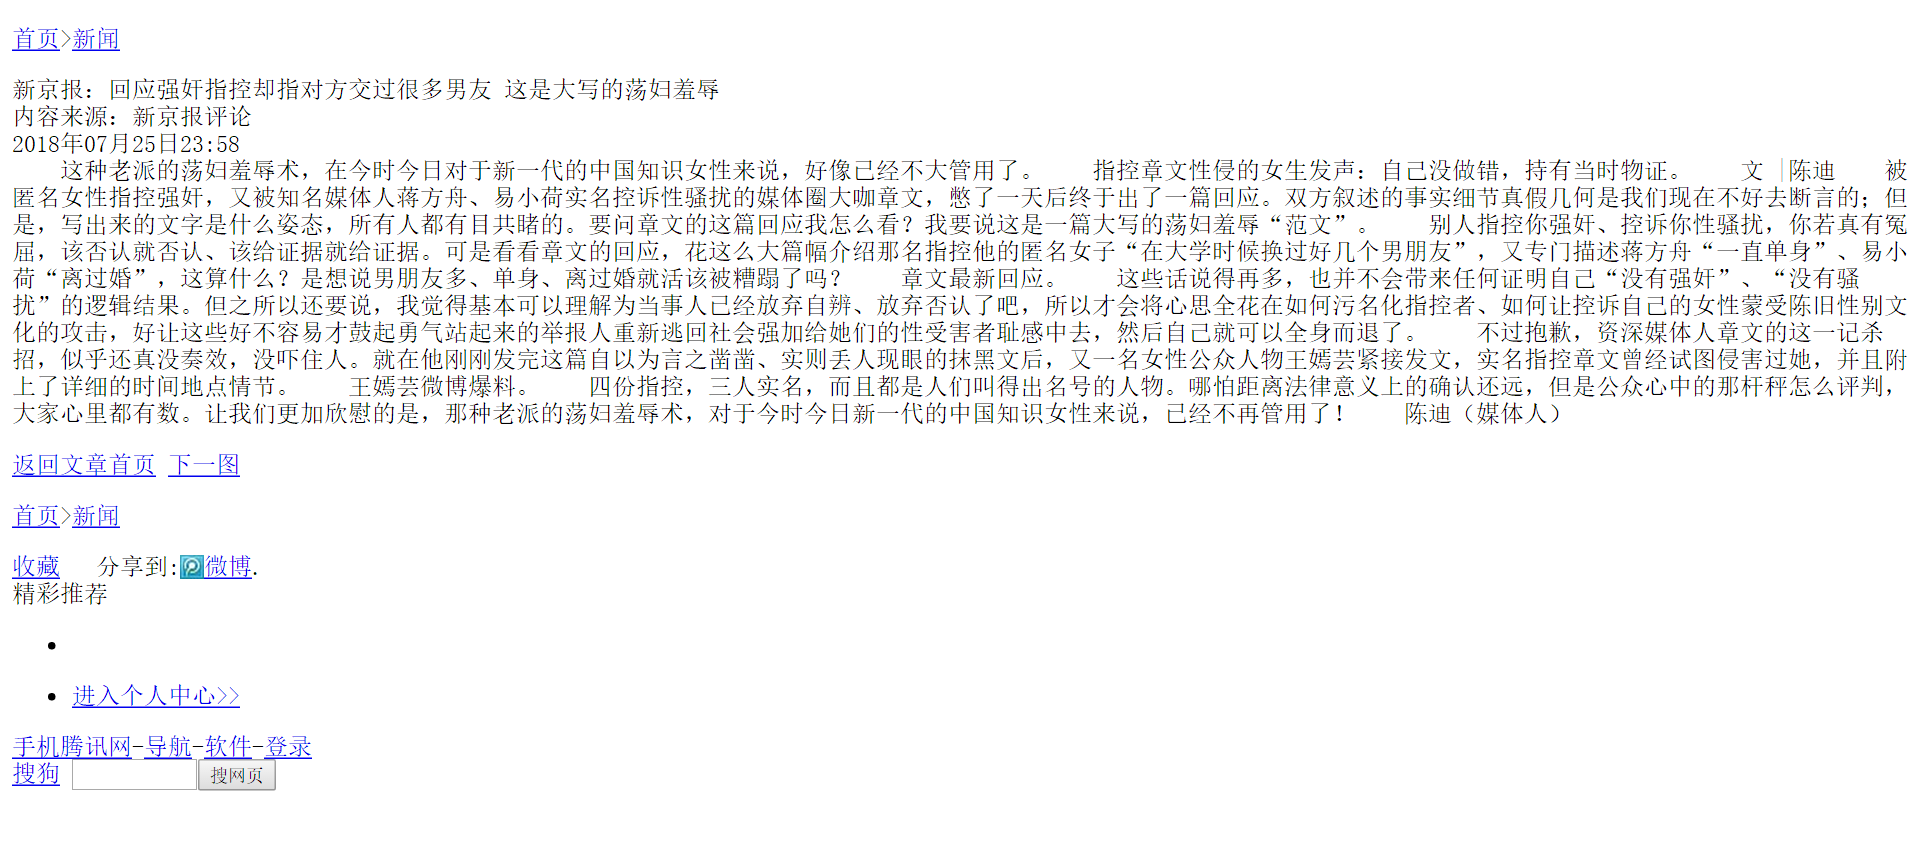 首页>新闻
新京报：回应强奸指控却指对方交过很多男友 这是大写的荡妇羞辱
内容来源：新京报评论
2018年07月25日23:58
这种老派的荡妇羞辱术，在今时今日对于新一代的中国知识女性来说，好像已经不大管用了。 指控章文性侵的女生发声：自己没做错，持有当时物证。 文 |陈迪 被
匿名女性指控强奸，又被知名媒体人蒋方舟、易小荷实名控诉性骚扰的媒体圈大咖章文，憋了一天后终于出了一篇回应。双方叙述的事实细节真假几何是我们现在不好去断言的；但
是，写出来的文字是什么姿态，所有人都有目共睹的。要问章文的这篇回应我怎么看？我要说这是一篇大写的荡妇羞辱“范文”。 别人指控你强奸、控诉你性骚扰，你若真有冤
屈，该否认就否认、该给证据就给证据。可是看看章文的回应，花这么大篇幅介绍那名指控他的匿名女子“在大学时候换过好几个男朋友”，又专门描述蒋方舟“一直单身”、易小
荷“离过婚”，这算什么？是想说男朋友多、单身、离过婚就活该被糟蹋了吗？ 章文最新回应。 这些话说得再多，也并不会带来任何证明自己“没有强奸”、“没有骚
扰”的逻辑结果。但之所以还要说，我觉得基本可以理解为当事人已经放弃自辨、放弃否认了吧，所以才会将心思全花在如何污名化指控者、如何让控诉自己的女性蒙受陈旧性别文
化的攻击，好让这些好不容易才鼓起勇气站起来的举报人重新逃回社会强加给她们的性受害者耻感中去，然后自己就可以全身而退了。 不过抱歉，资深媒体人章文的这一记杀
招，似乎还真没奏效，没吓住人。就在他刚刚发完这篇自以为言之凿凿、实则丢人现眼的抹黑文后，又一名女性公众人物王嫣芸紧接发文，实名指控章文曾经试图侵害过她，并且附
上了详细的时间地点情节。 王嫣芸微博爆料。 四份指控，三人实名，而且都是人们叫得出名号的人物。哪怕距离法律意义上的确认还远，但是公众心中的那杆秤怎么评判，
大家心里都有数。让我们更加欣慰的是，那种老派的荡妇羞辱术，对于今时今日新一代的中国知识女性来说，已经不再管用了！ 陈迪（媒体人）
返回文章首页 下一图
首页>新闻
收藏 分享到:微博.
精彩推荐
进入个人中心>>
手机腾讯网-导航-软件-登录
搜狗 搜网页